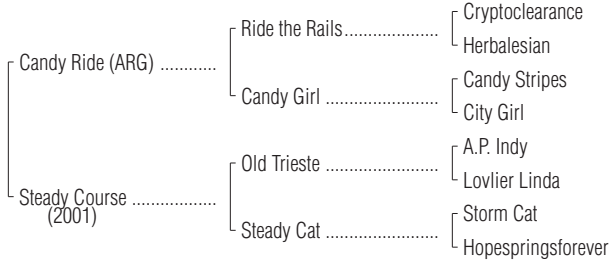 Cryptoclearance
Ride the Rails.....................
Herbalesian
Candy Ride (ARG) ............
Candy Stripes
Candy Girl ........................
City Girl
A.P. Indy
Old Trieste ........................
Lovlier Linda
Steady Course ..................
(2001)
Storm Cat
Steady Cat ........................
Hopespringsforever